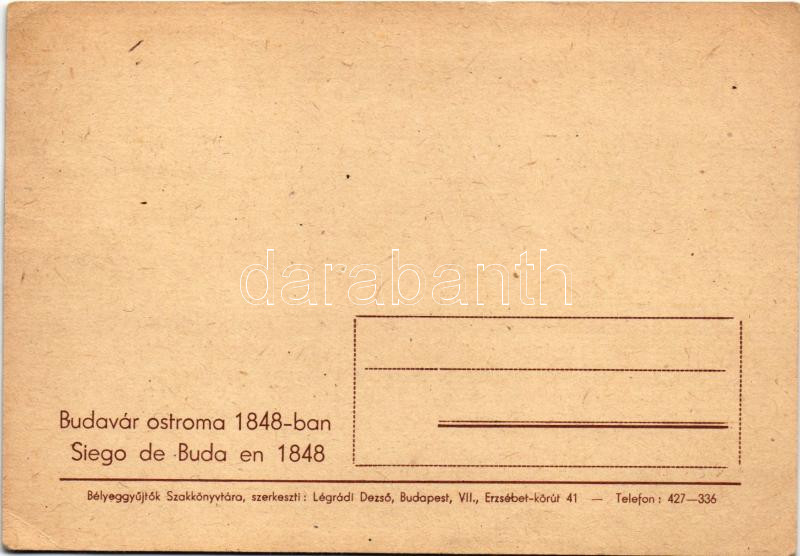 darabanth
Budavár ostroma 1848-ban
Siego de Buda en 1848
Bélyeggyűjtők Szakkönyvtára, szerkeszti: Légrádi Dezső, Budapest, VII., Erzsébet-körút 41 — Telefon: 427—336